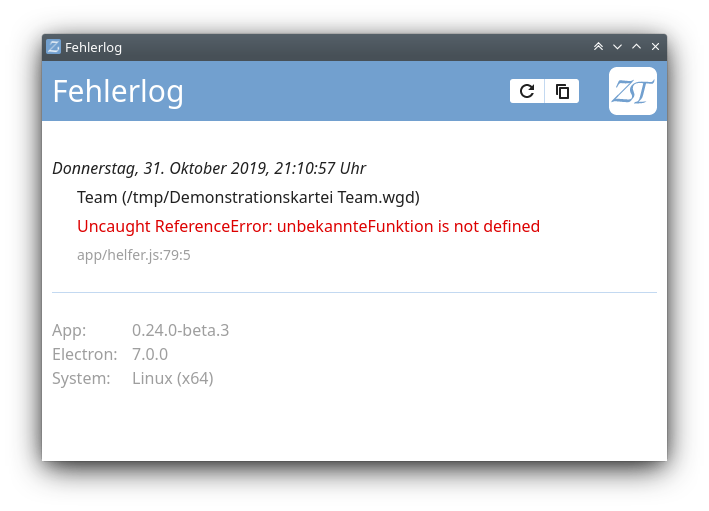 Fehlerlog
Fehlerlog
ZT
Donnerstag, 31. Oktober 2019, 21:10:57 Uhr
Team (/tmp/Demonstrationskartei Team.wgd)
Uncaught ReferenceError: unbekannteFunktion is not defined
app/helfer.js:79:5
App: 0.24.0-beta.3
Electron: 7.0.0
System: Linux (x64)